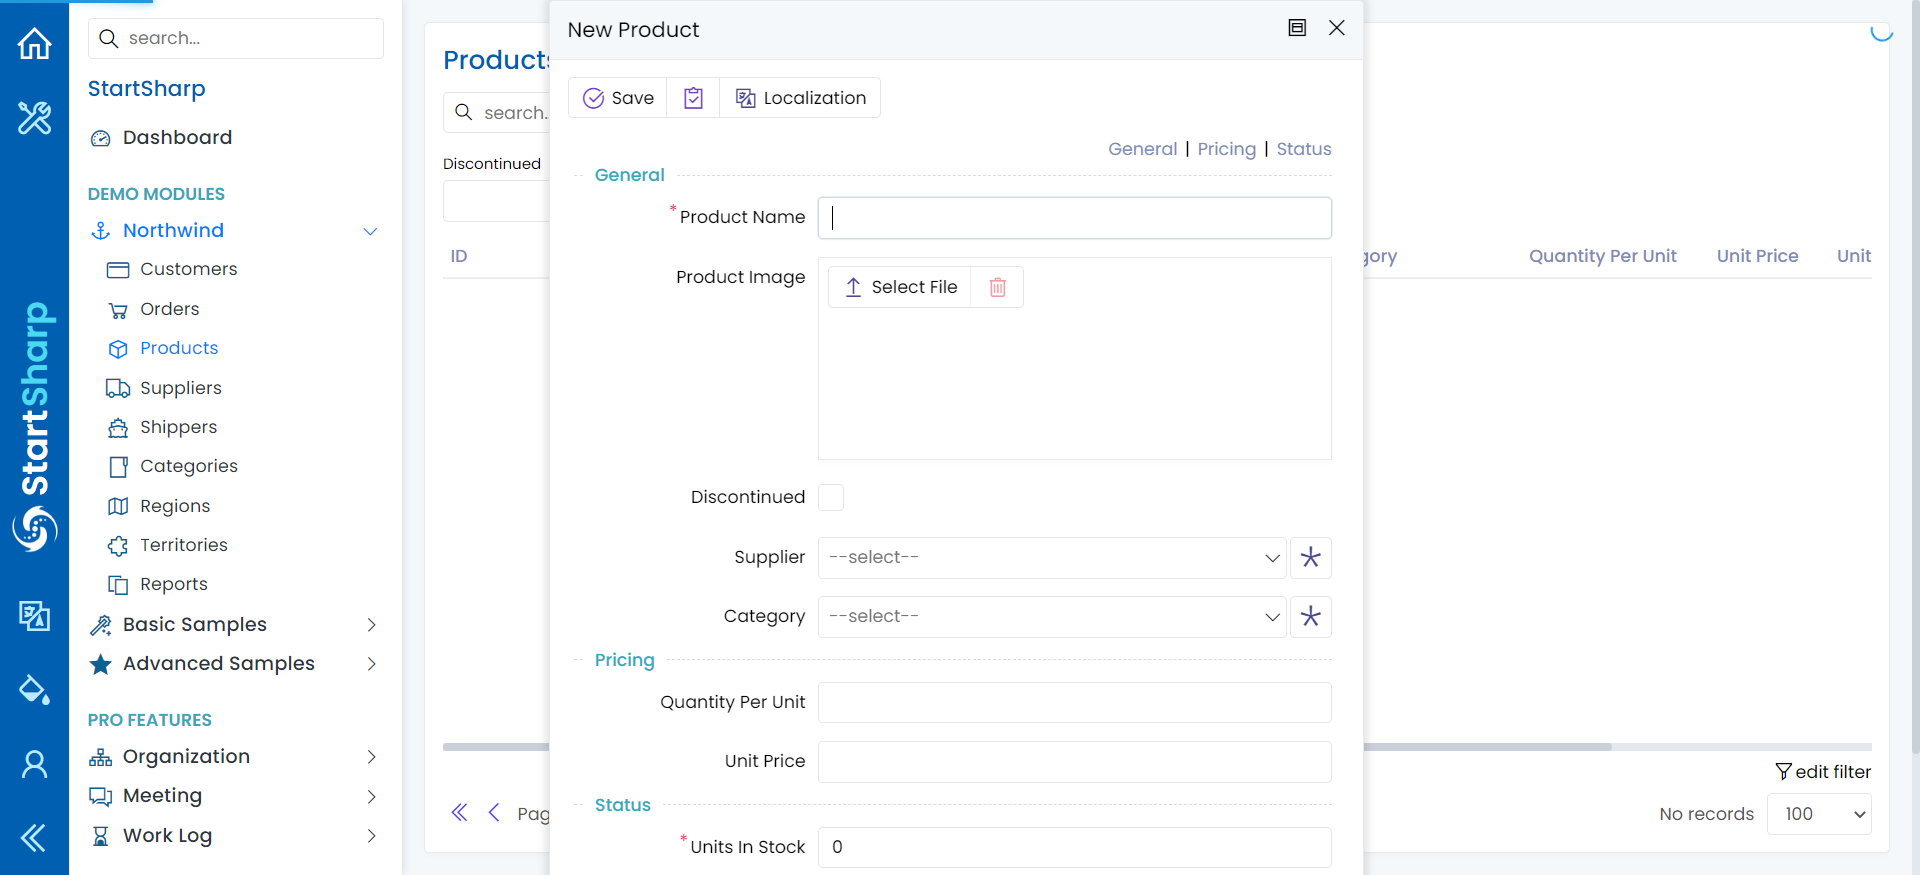 search...
StartSharp
Dashboard
DEMO MODULES
Northwind
Customers
Orders
Products
Suppliers
Shippers
Categories
Regions
Territories
Reports
Basic Samples
Advanced Samples
PRO FEATURES
Organization
Meeting
Work Log
StartSharp
Products
search.
Discontinued
ID
gory
Quantity Per Unit
Unit Price
Unit
Pag
edit filter
No records
100
New Product
Save
Localization
General | Pricing | Status
General
* Product Name
Product Image
Select File
Discontinued
Supplier
--select--
Category
--select--
Pricing
Quantity Per Unit
Unit Price
Status
* Units In Stock
0